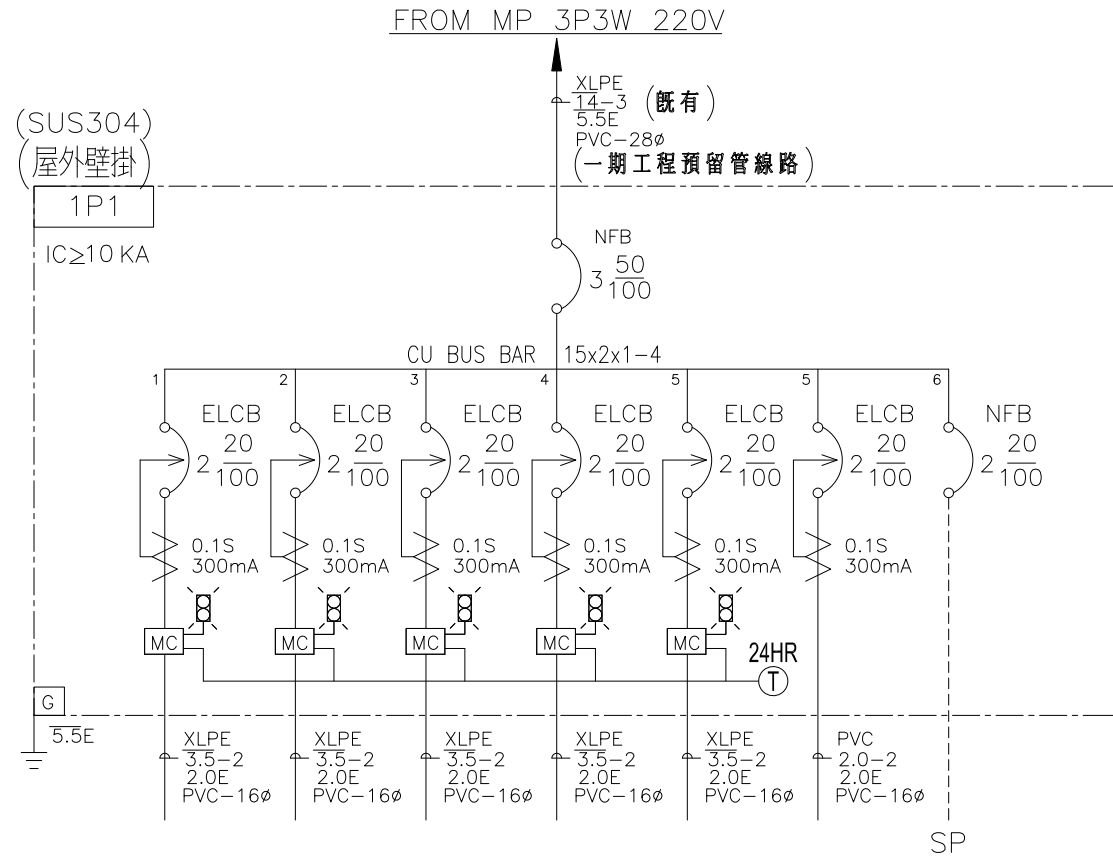 FROM MP 3P3W 220V
XLPE
14-3 (既有)
5.5E
PVC-28ø
(一期工程預留管線路)
(SUS304)
(屋外壁掛)
1P1
IC≥10 KA
NFB
3 50
100
CU BUS BAR 15x2x1-4
1 2 3 4 5 5 6
ELCB ELCB ELCB ELCB ELCB ELCB NFB
2 20 2 20 2 20 2 20 2 20 2 20 2 20
100 100 100 100 100 100 100
0.1S 0.1S 0.1S 0.1S 0.1S 0.1S
300mA 300mA 300mA 300mA 300mA 300mA
MC MC MC MC MC
24HR
T
G
5.5E
XLPE XLPE XLPE XLPE XLPE PVC
3.5-2 3.5-2 3.5-2 3.5-2 3.5-2 2.0-2
2.0E 2.0E 2.0E 2.0E 2.0E 2.0E
PVC-16ø PVC-16ø PVC-16ø PVC-16ø PVC-16ø PVC-16ø
SP